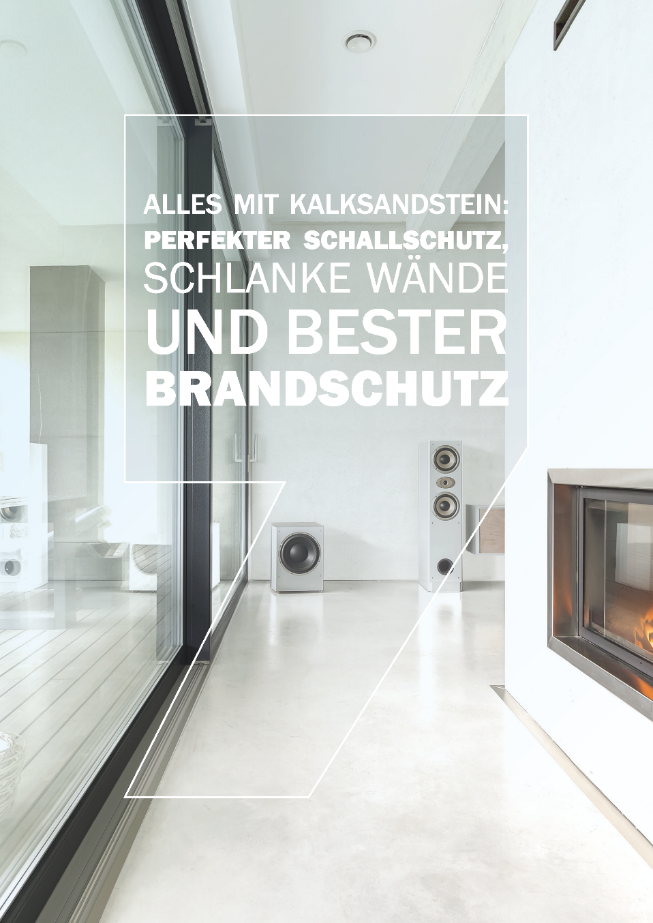 ALLES MIT KALKSANDSTEIN:
PERFEKTER SCHALLSCHUTZ,
SCHLANKE WÄNDE
UND BESTER
BRANDSCHUTZ